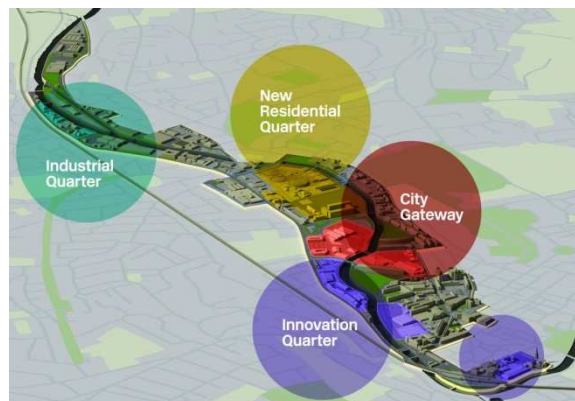 New
Residential
Quarter
Industrial
Quarter
City
Gateway
Innovation
Quarter